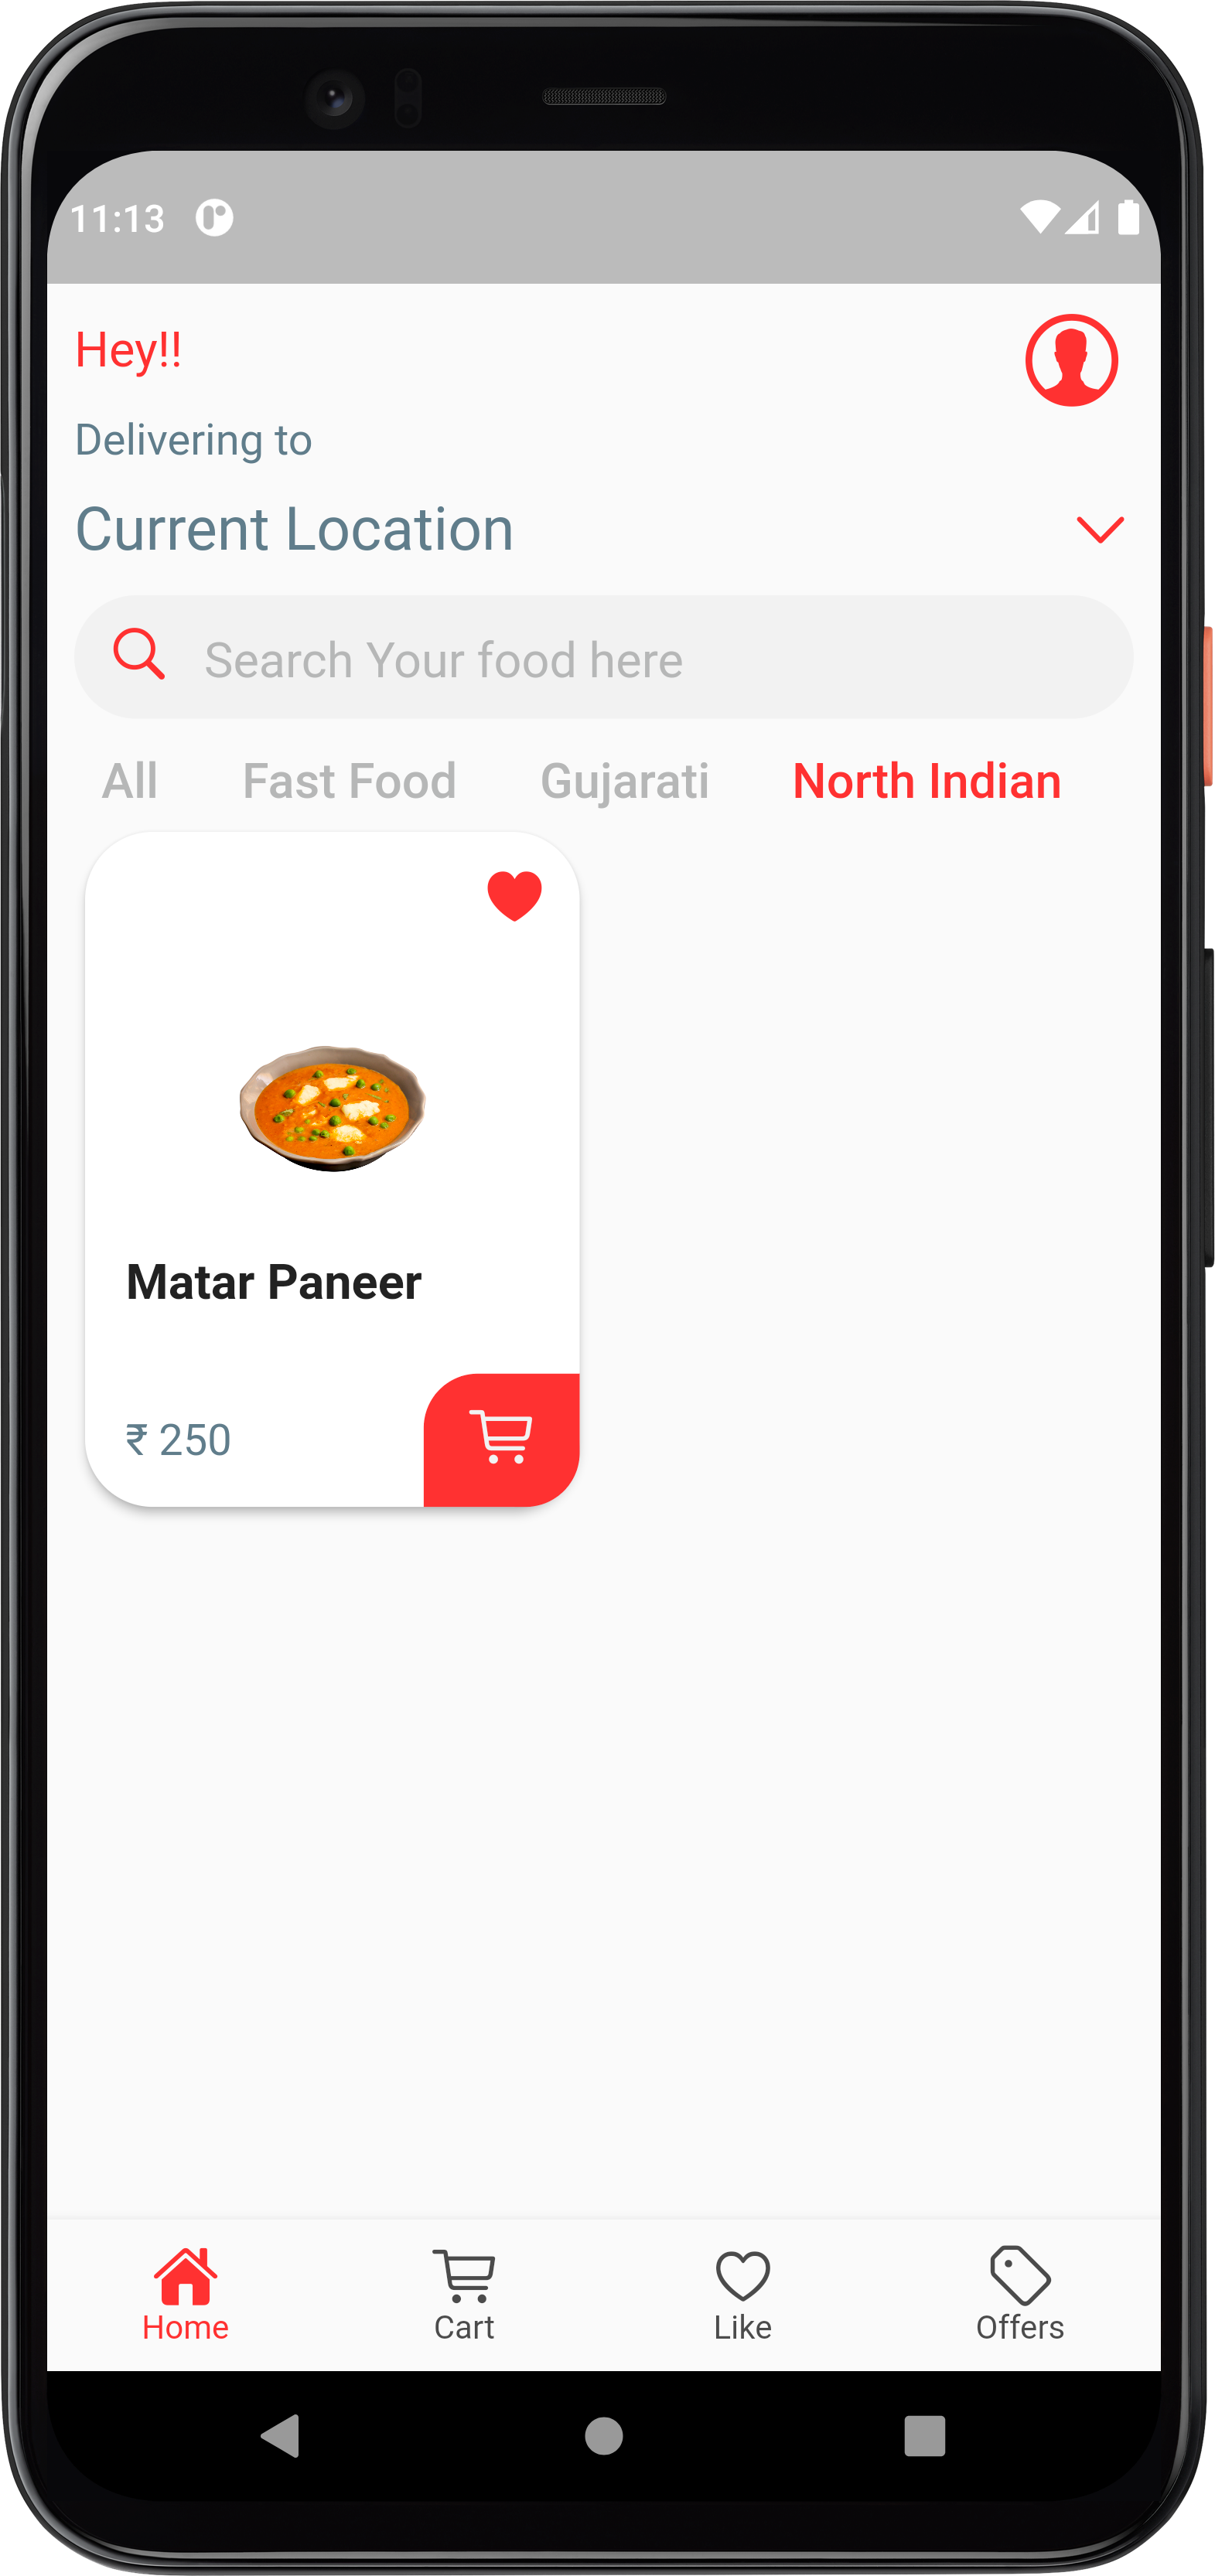 11:13
Hey!!
Delivering to
Current Location
Search Your food here
All Fast Food Gujarati North Indian
Matar Paneer
₹ 250
Home Cart Like Offers